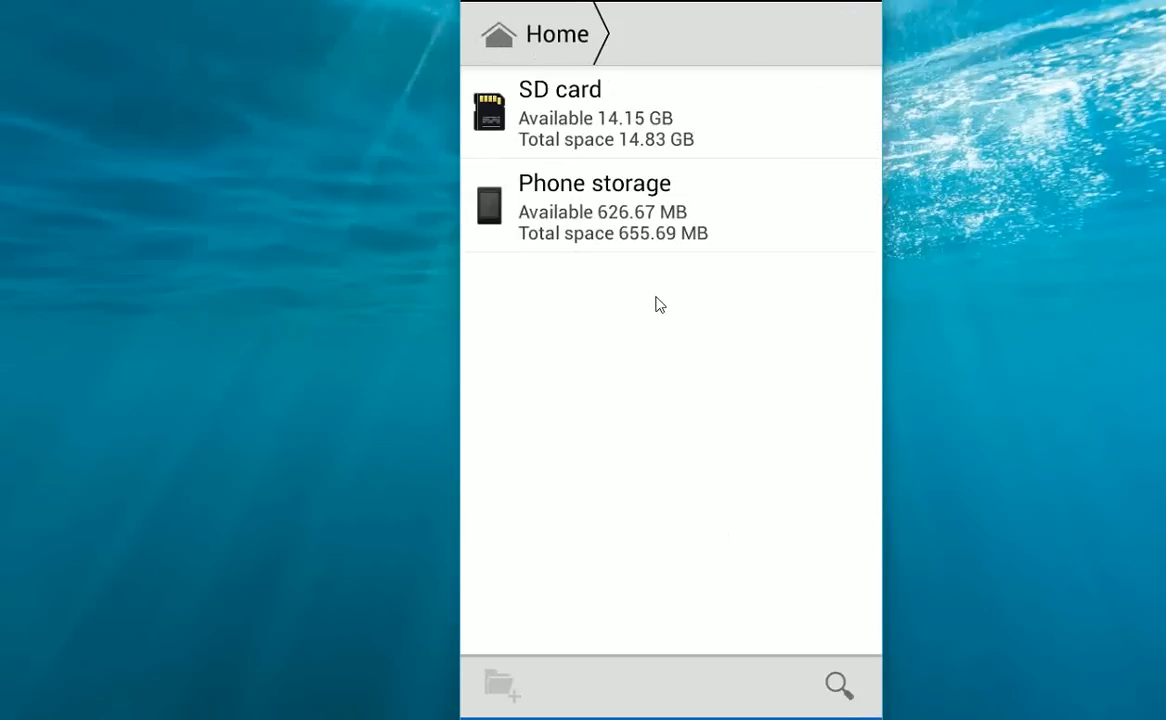 Home
SD card
Available 14.15 GB
Total space 14.83 GB
Phone storage
Available 626.67 MB
Total space 655.69 MB